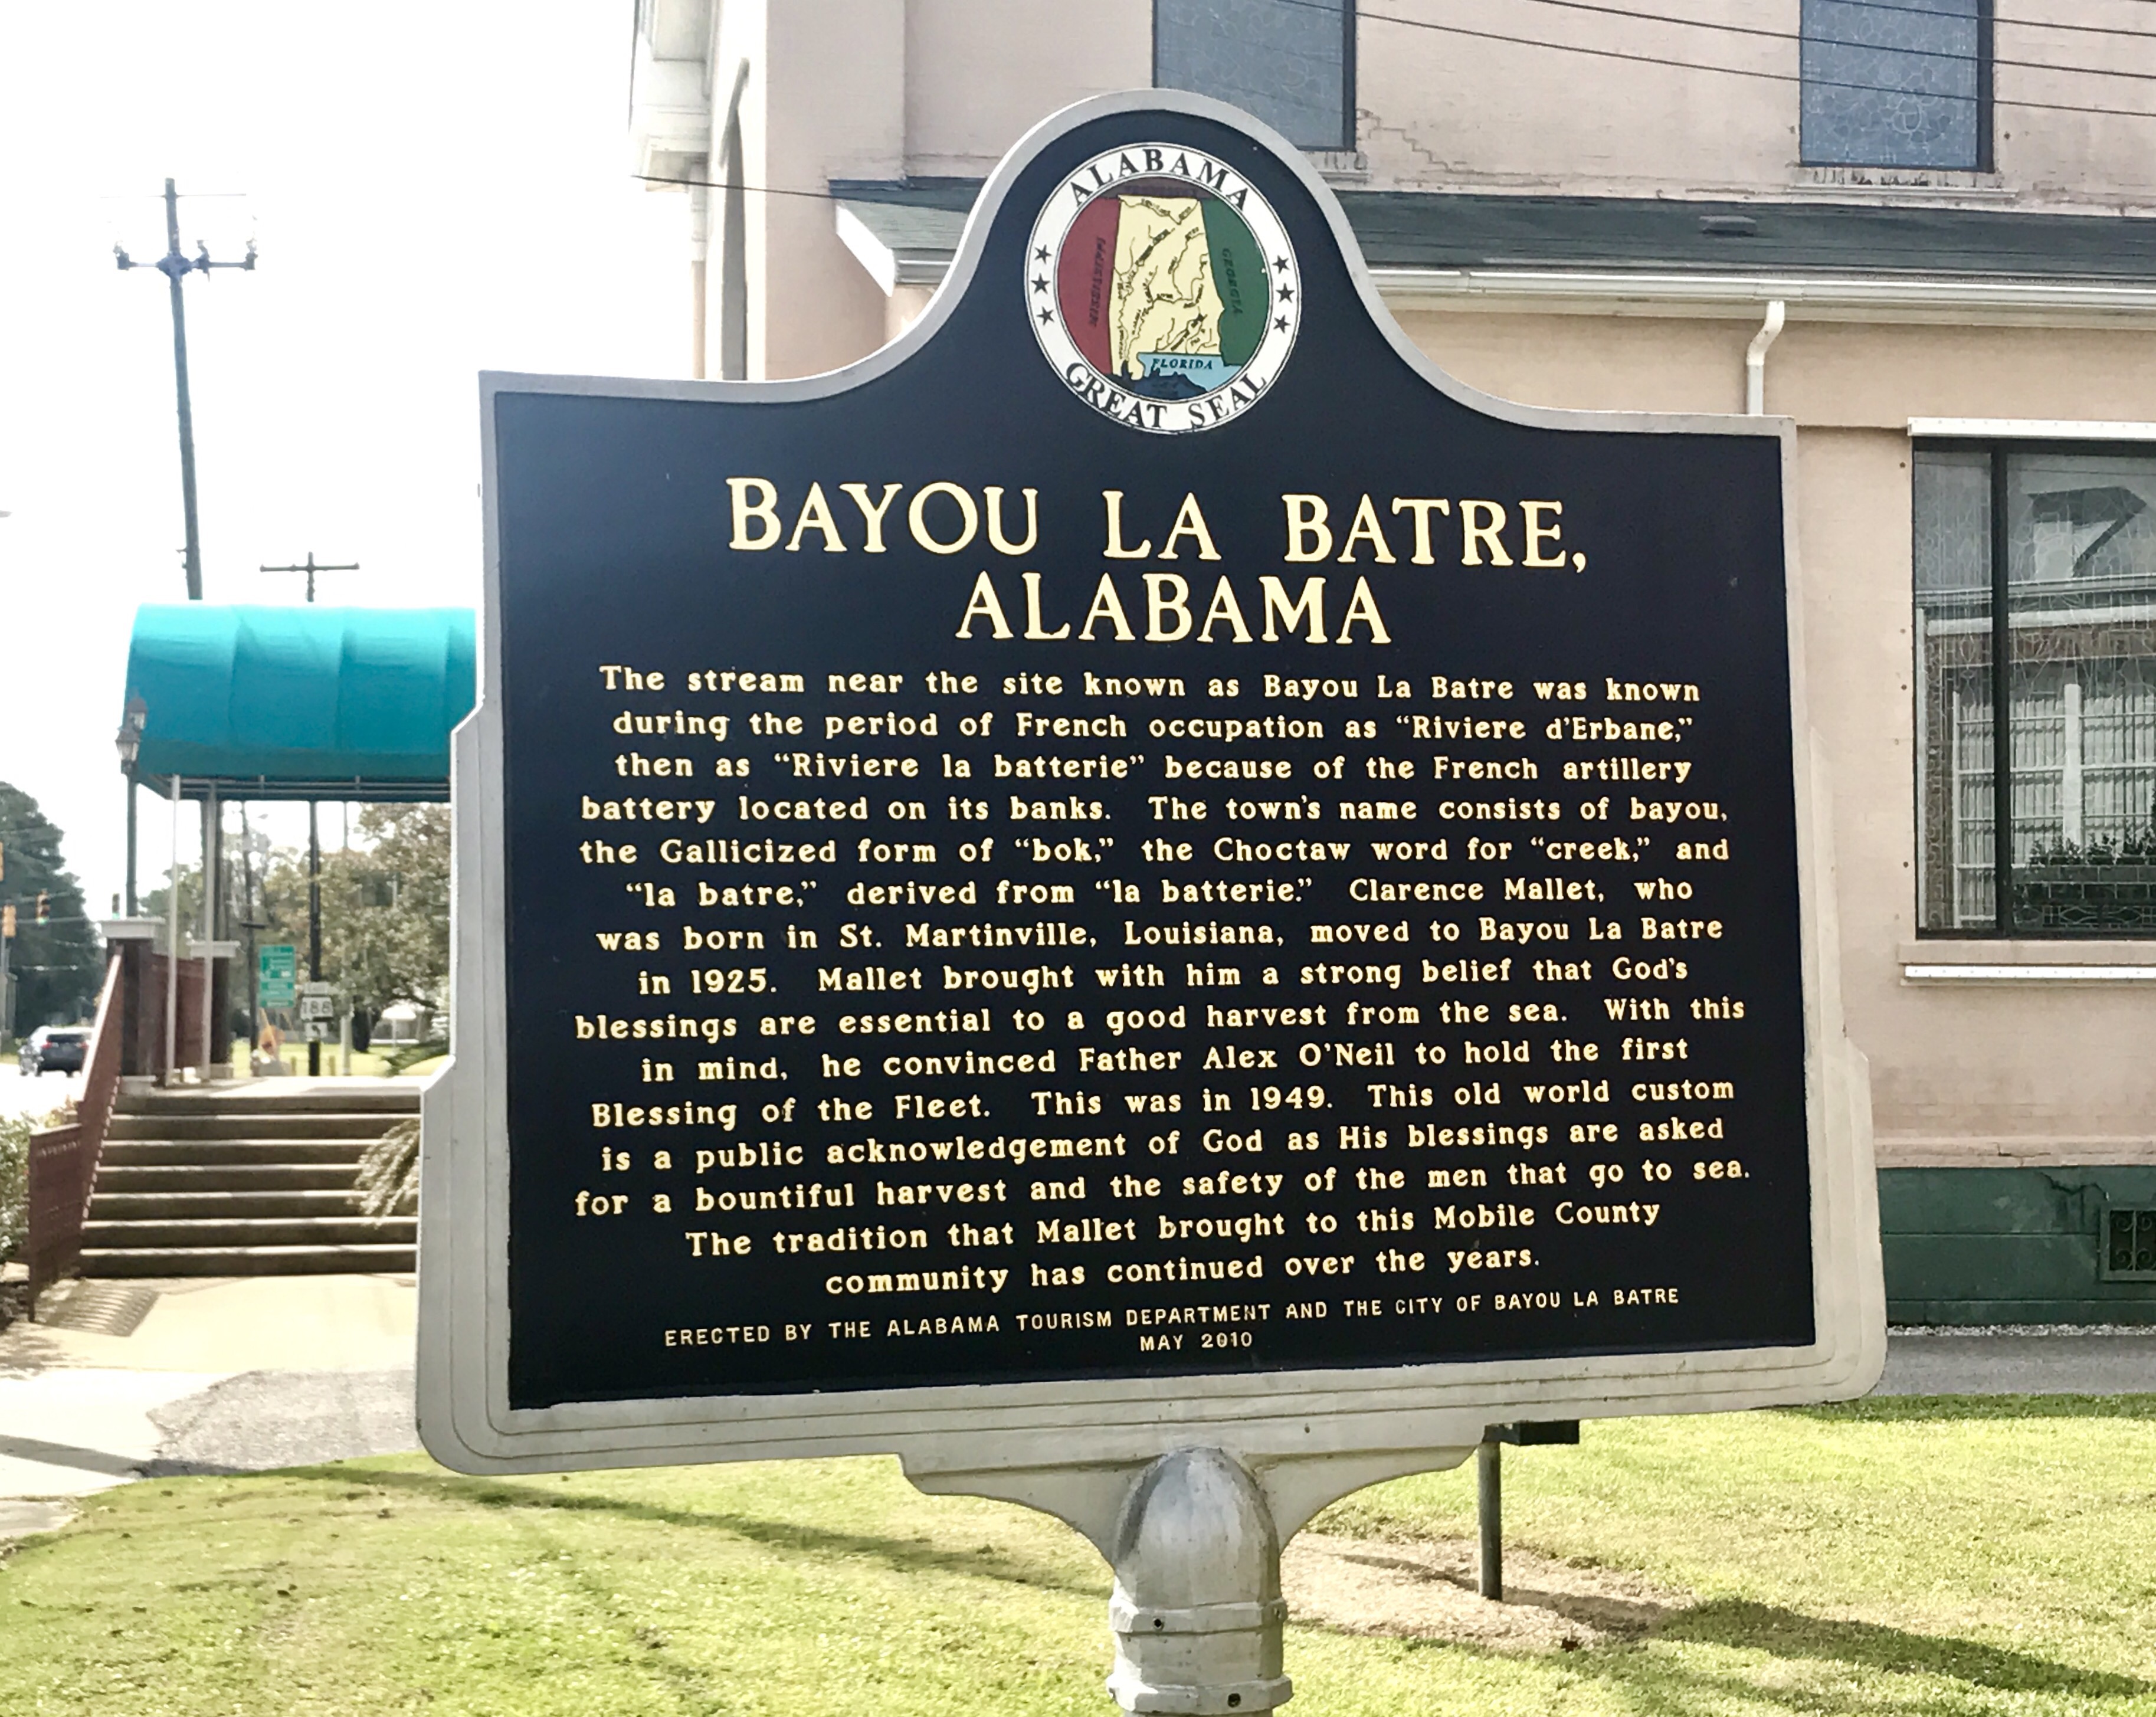 ALABAMA
GEORGIA
FLORIDA
GREAT SEAL
BAYOU LA BATRE,
ALABAMA
The stream near the site known as Bayou La Batre was known
during the period of French occupation as “Riviere d’Erbane,”
then as “Riviere la batterie” because of the French artillery
battery located on its banks. The town’s name consists of bayou,
the Gallicized form of “bok,” the Choctaw word for “creek,” and
“la batre,” derived from “la batterie.” Clarence Mallet, who
was born in St. Martinville, Louisiana, moved to Bayou La Batre
in 1925. Mallet brought with him a strong belief that God’s
blessings are essential to a good harvest from the sea. With this
in mind, he convinced Father Alex O’Neil to hold the first
Blessing of the Fleet. This was in 1949. This old world custom
is a public acknowledgement of God as His blessings are asked
for a bountiful harvest and the safety of the men that go to sea.
The tradition that Mallet brought to this Mobile County
community has continued over the years.
ERECTED BY THE ALABAMA TOURISM DEPARTMENT AND THE CITY OF BAYOU LA BATRE
MAY 2010
188